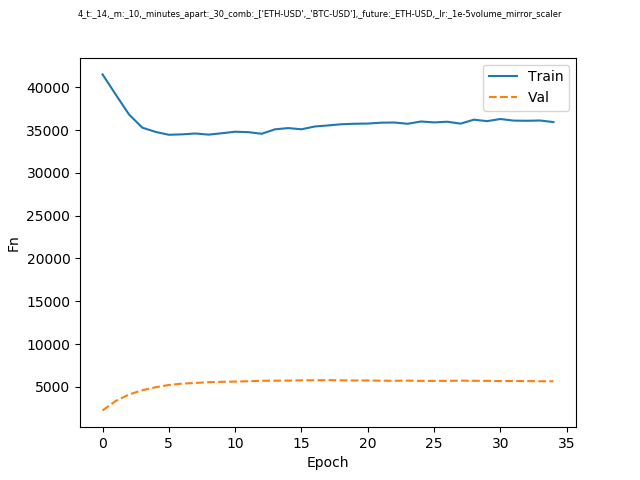 4_t:_14,_m:_10,_minutes_apart:_30_comb:_['ETH-USD',_'BTC-USD'],_future:_ETH-USD,_lr:_1e-5volume_mirror_scaler
Train
Val
40000
35000
30000
25000
20000
15000
10000
5000
Fn
0 5 10 15 20 25 30 35
Epoch